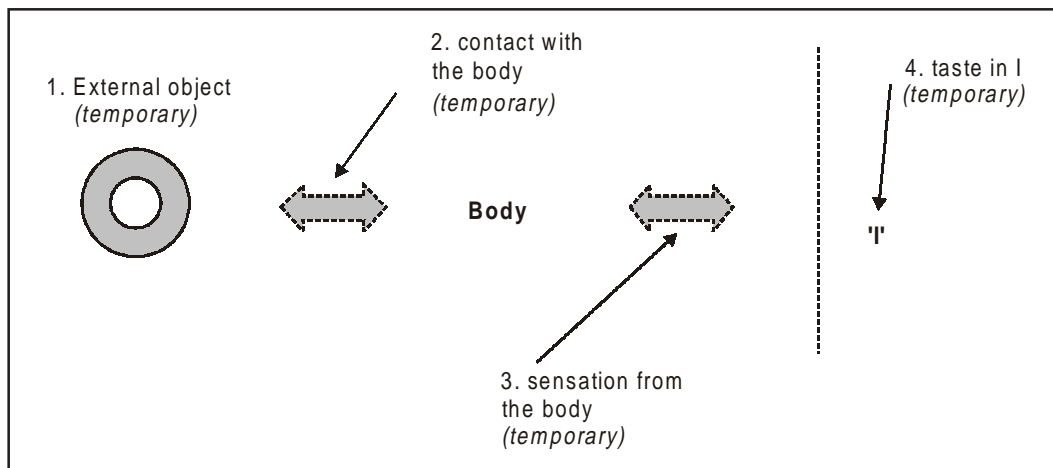 1. External object
(temporary)
2. contact with
the body
(temporary)
Body
3. sensation from
the body
(temporary)
4. taste in I
(temporary)
'I'